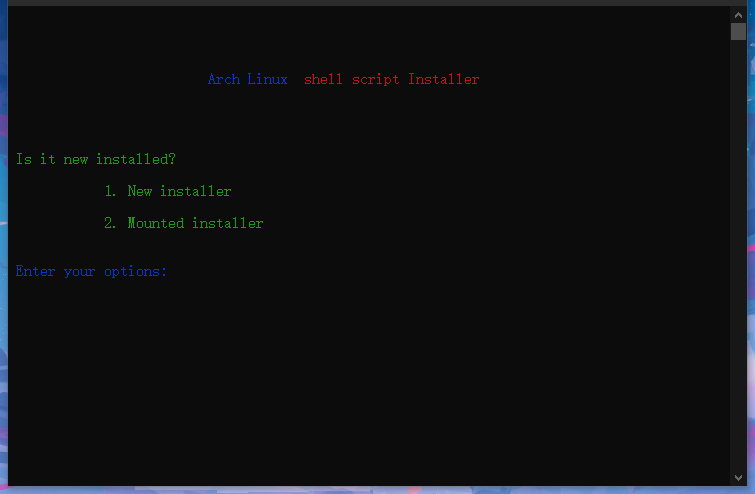 Arch Linux shell script Installer
Is it new installed?
1. New installer
2. Mounted installer
Enter your options: